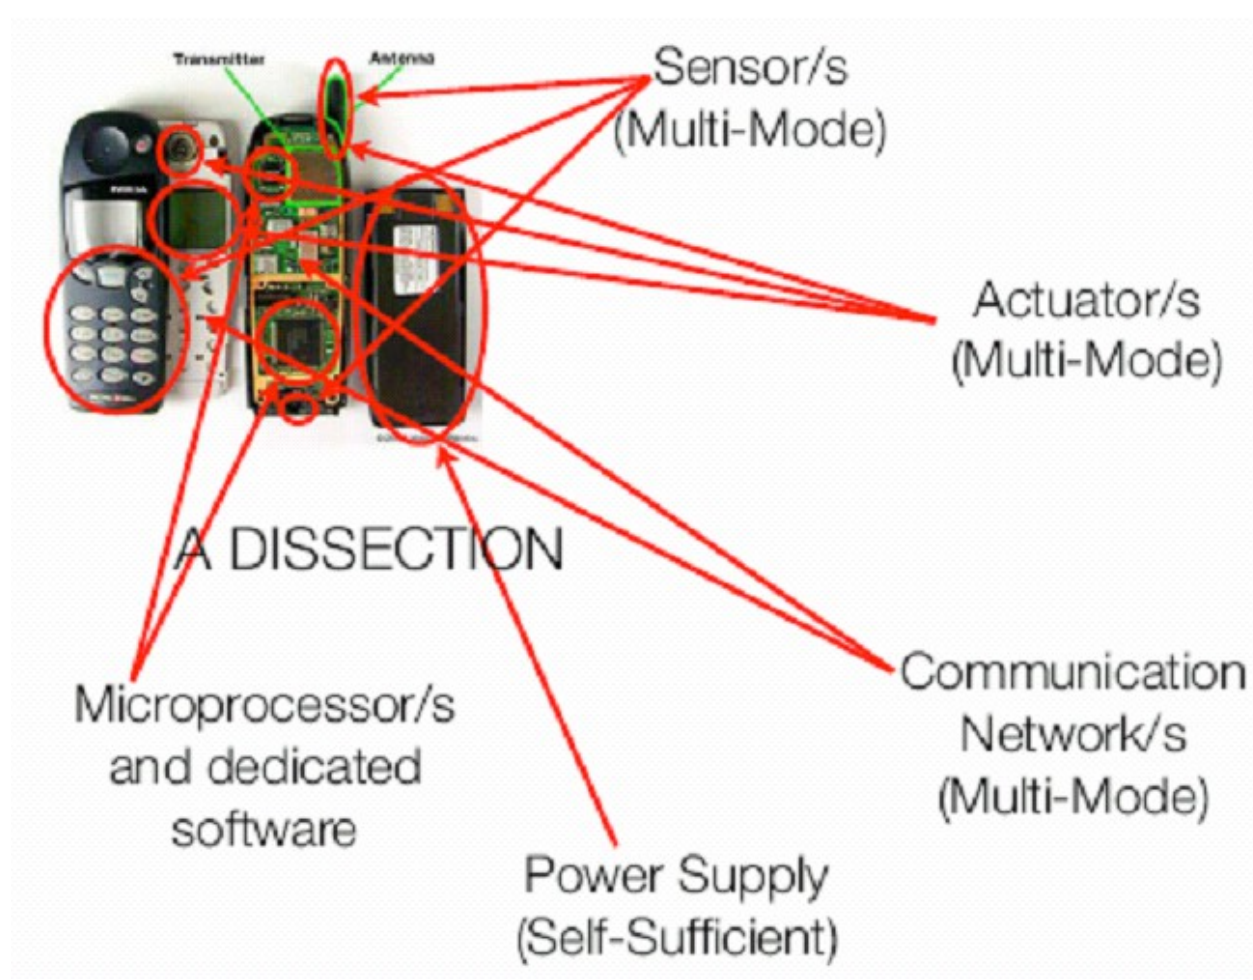 Transmitter
Antenna
Sensor/s
(Multi-Mode)
NOKIA
Actuator/s
(Multi-Mode)
A DISSECTION
Communication
Network/s
(Multi-Mode)
Microprocessor/s
and dedicated
software
Power Supply
(Self-Sufficient)